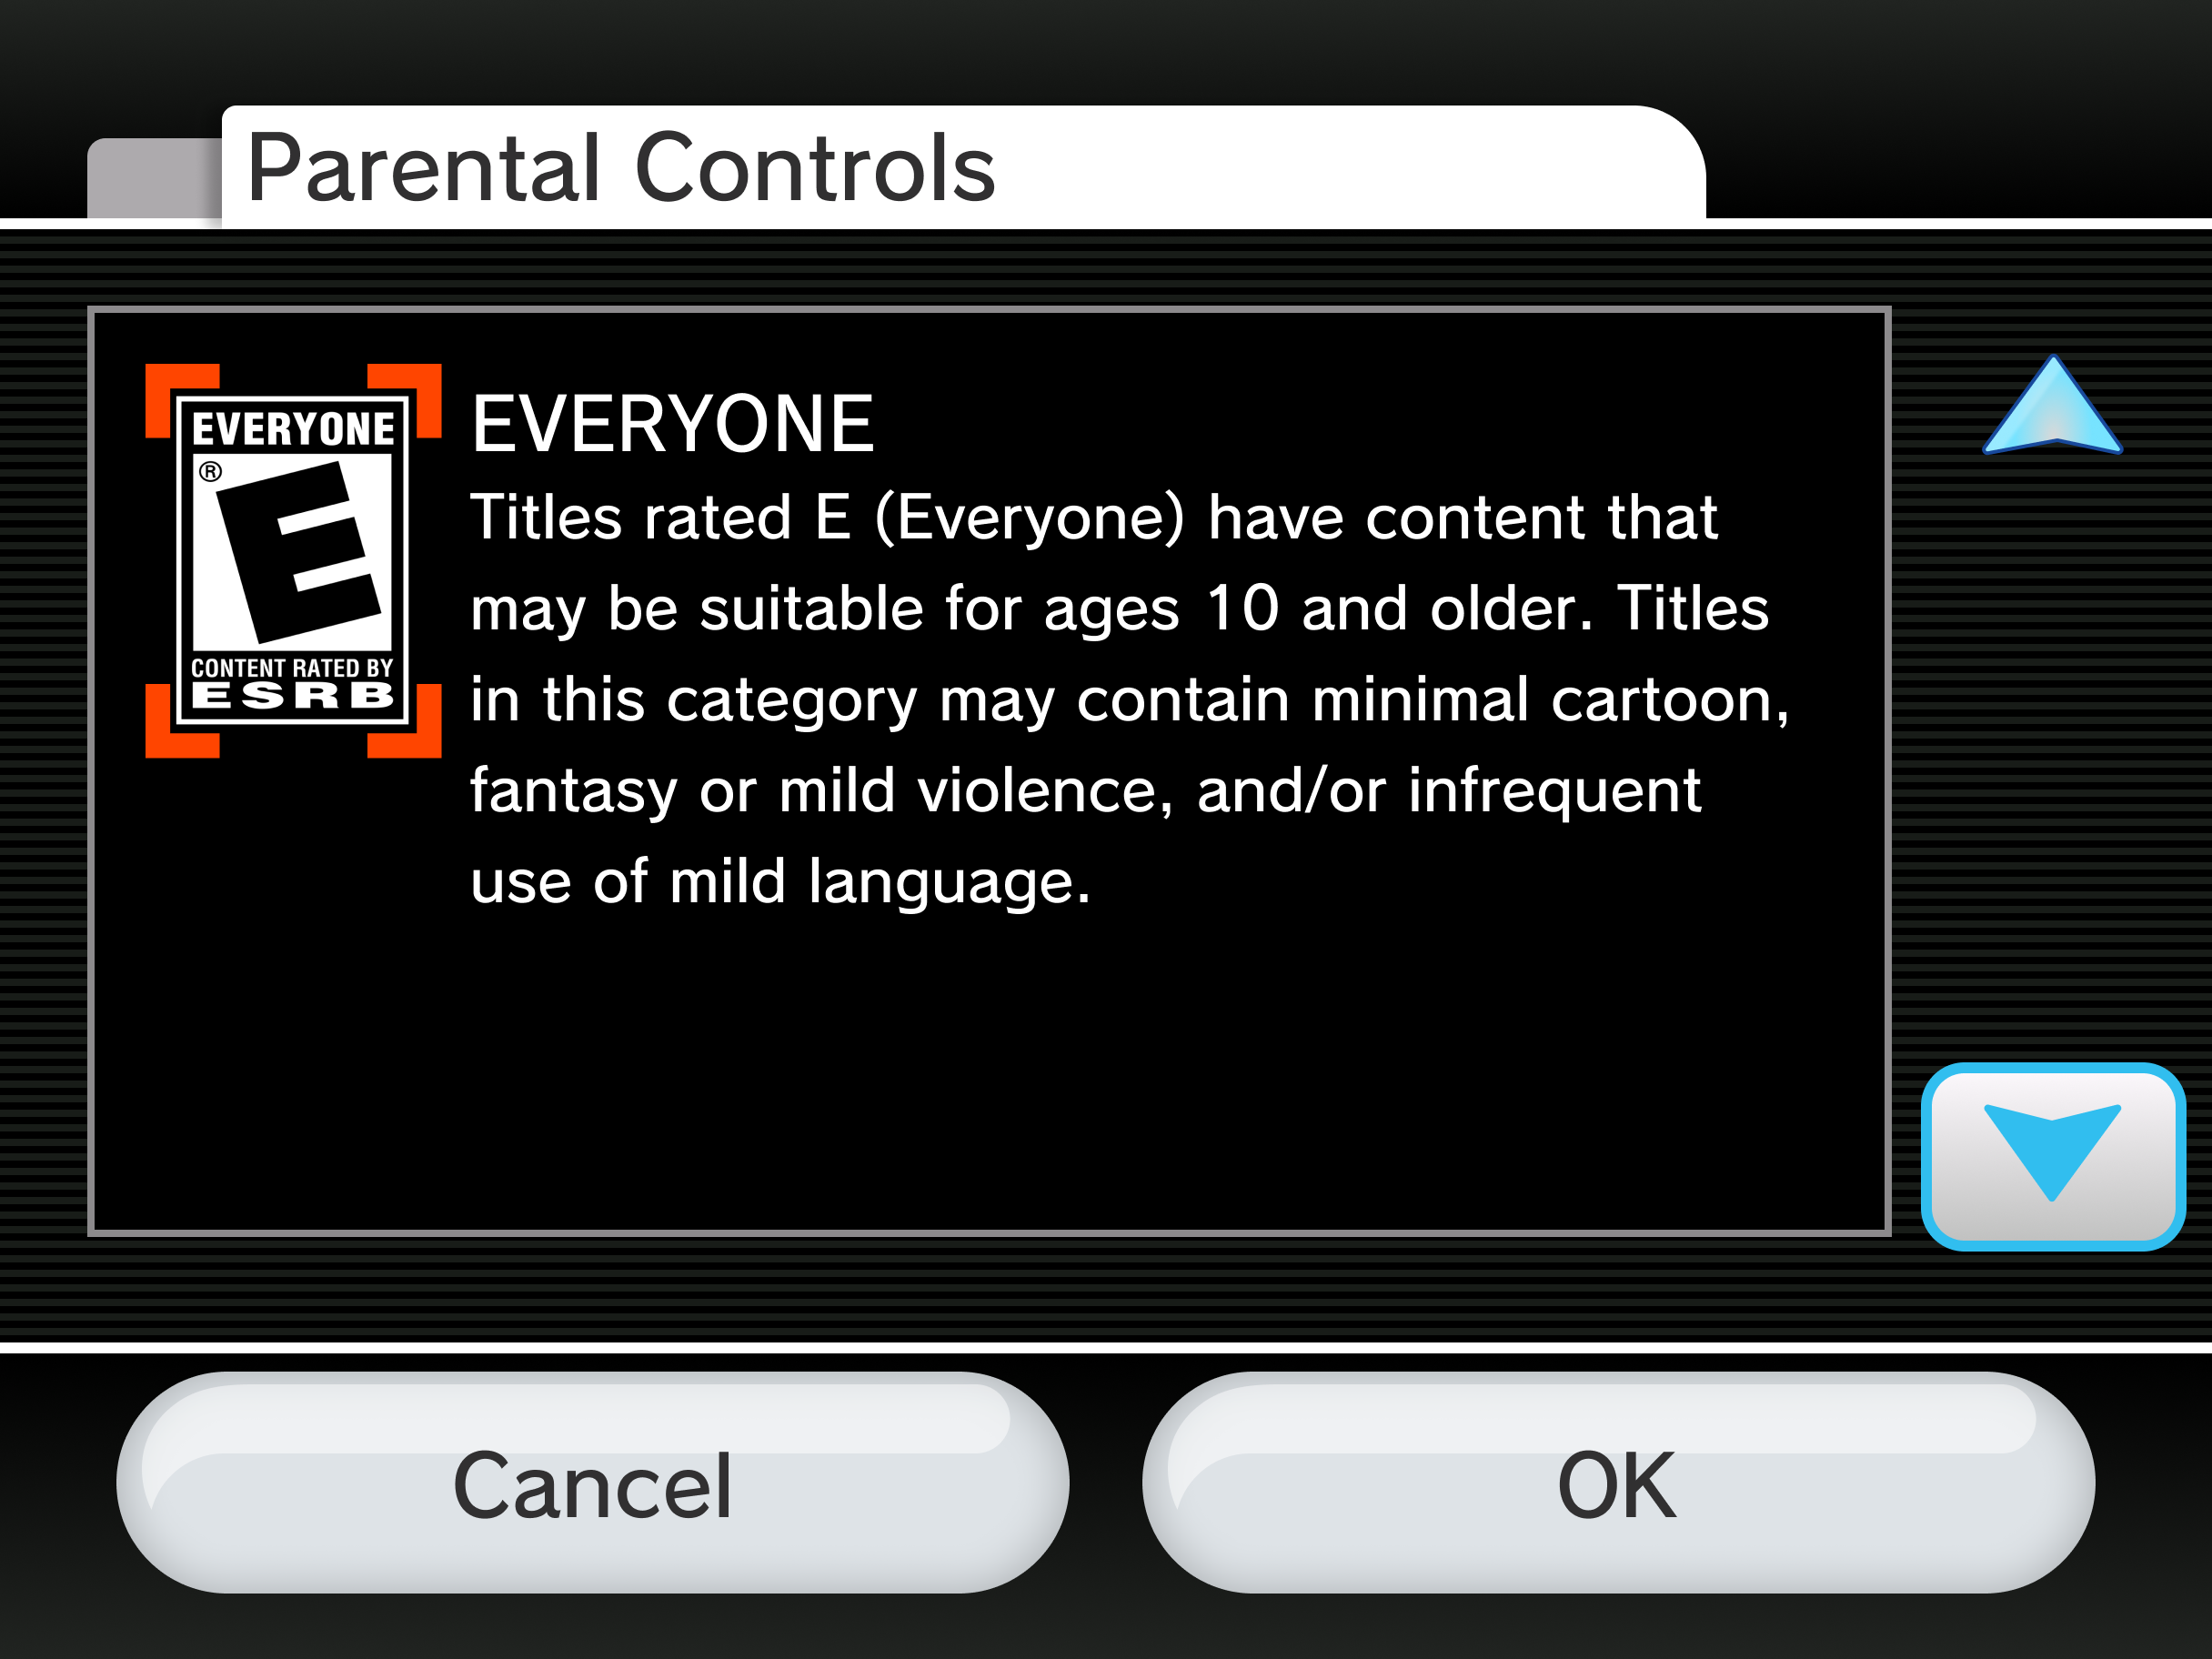 Parental Controls
EVERYONE
®
E
CONTENT RATED BY
ESRB
EVERYONE
Titles rated E (Everyone) have content that
may be suitable for ages 10 and older. Titles
in this category may contain minimal cartoon,
fantasy or mild violence, and/or infrequent
use of mild language.
Cancel
OK